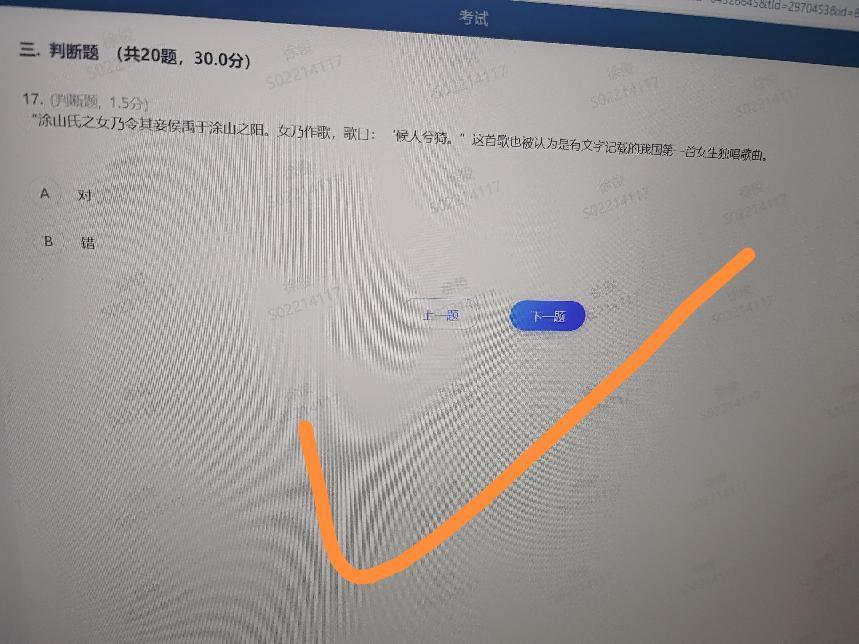 考试
三. 判断题 （共20题，30.0分）
17. (判断题, 1.5分)
“涂山氏之女乃令其妾侯禹于涂山之阳。女乃作歌，歌曰：‘候人兮猗。”这首歌也被认为是有文字记载的我国第一首女生独唱歌曲。
A 对
B 错
上一题
下一题
S02214117